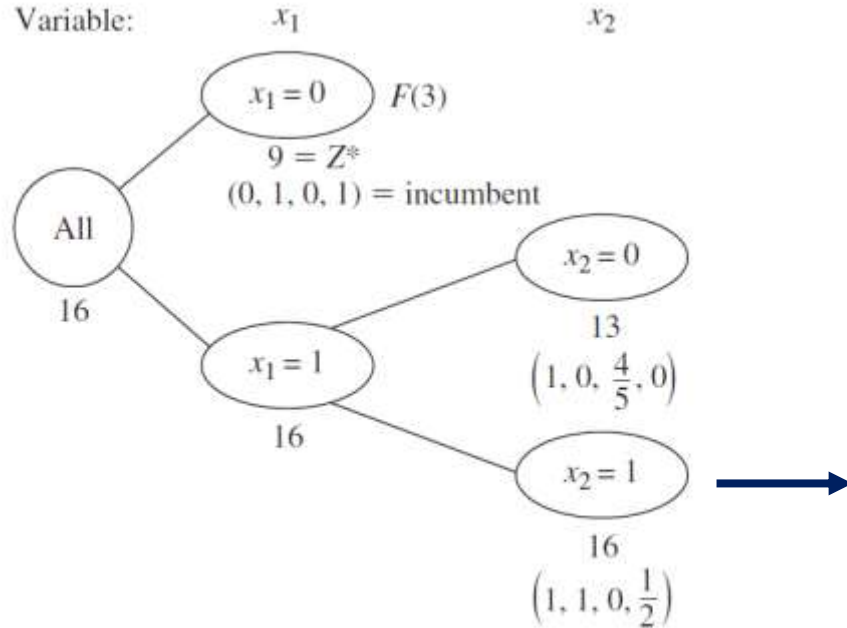 Variable: x₁ x₂
x₁ = 0 F(3)
9 = Z*
(0, 1, 0, 1) = incumbent
All
16
x₂ = 0
13
(1, 0, 4/5, 0)
x₁ = 1
16
x₂ = 1
16
(1, 1, 0, 1/2)